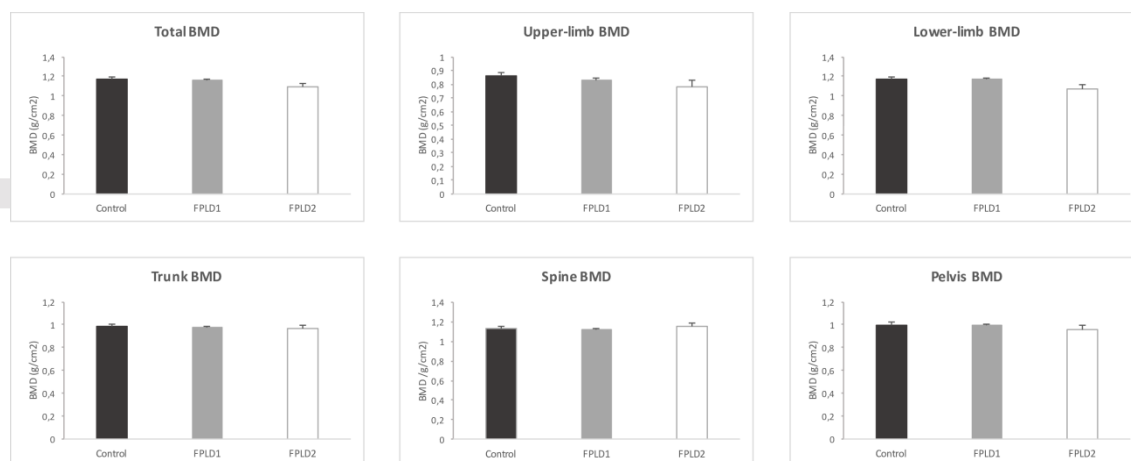 Total BMD
BMD (g/cm2)
1,4
1,2
1
0,8
0,6
0,4
0,2
0
Control FPLD1 FPLD2
Upper-limb BMD
BMD (g/cm2)
1
0,9
0,8
0,7
0,6
0,5
0,4
0,3
0,2
0,1
0
Control FPLD1 FPLD2
Lower-limb BMD
BMD (g/cm2)
1,4
1,2
1
0,8
0,6
0,4
0,2
0
Control FPLD1 FPLD2
Trunk BMD
BMD (g/cm2)
1,2
1
0,8
0,6
0,4
0,2
0
Control FPLD1 FPLD2
Spine BMD
BMD /g/cm2)
1,4
1,2
1
0,8
0,6
0,4
0,2
0
Control FPLD1 FPLD2
Pelvis BMD
BMD (g/cm2)
1,2
1
0,8
0,6
0,4
0,2
0
Control FPLD1 FPLD2